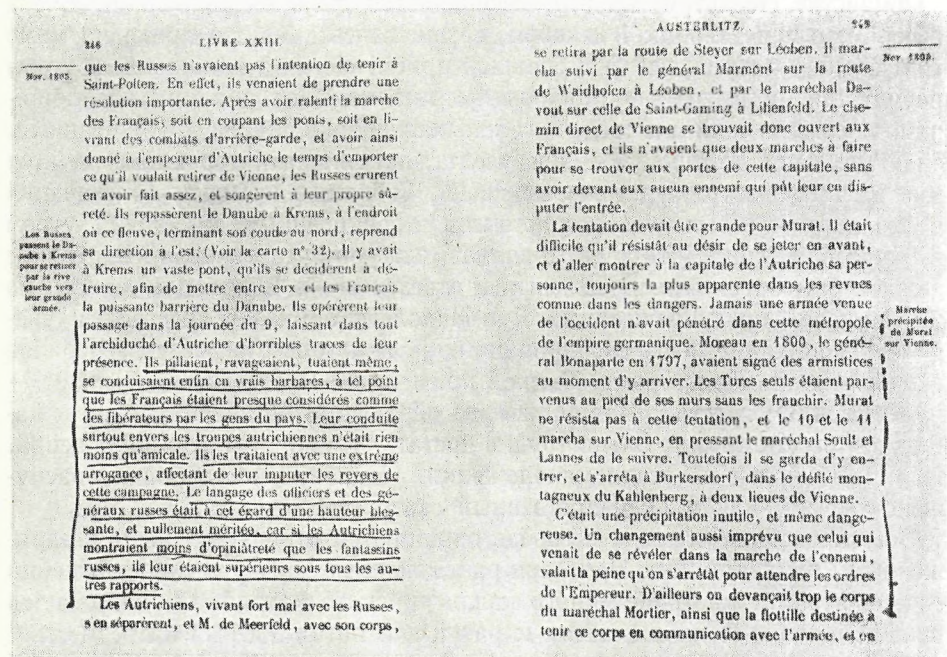 248
LIVRE XXIII.
Nov. 1805.
que les Russes n'avaient pas l'intention de tenir à
Saint-Polten. En effet, ils venaient de prendre une
résolution importante. Après avoir ralenti la marche
des Français, soit en coupant les ponts, soit en li-
vrant des combats d'arrière-garde, et avoir ainsi
donné à l'empereur d'Autriche le temps d'emporter
ce qu'il voulait retirer de Vienne, les Russes crurent
en avoir fait assez, et songèrent à leur propre sû-
reté. Ils repassèrent le Danube à Krems, à l'endroit
où ce fleuve, terminant son coude au nord, reprend
sa direction à l'est. (Voir la carte n° 32). Il y avait
à Krems un vaste pont, qu'ils se décidèrent à dé-
truire, afin de mettre entre eux et les Français
la puissante barrière du Danube. Ils opérèrent leur
passage dans la journée du 9, laissant dans tout
l'archiduché d'Autriche d'horribles traces de leur
présence. Ils pillaient, ravageaient, tuaient même,
se conduisaient enfin en vrais barbares, à tel point
que les Français étaient presque considérés comme
des libérateurs par les gens du pays. Leur conduite
surtout envers les troupes autrichiennes n'était rien
moins qu'amicale. Ils les traitaient avec une extrême
arrogance, affectant de leur imputer les revers de
cette campagne. Le langage des officiers et des gé-
néraux russes était à cet égard d'une hauteur bles
sante, et nullement méritée, car si les Autrichiens
montraient moins d'opiniâtreté que les fantassins
russes, ils leur étaient supérieurs sous tous les au-
tres rapports.
Les Autrichiens, vivant fort mal avec les Russes,
s'en séparèrent, et M. de Meerfeld, avec son corps,
Les Russes
passent le Da-
nube à Krems
pour se retirer
par la rive
gauche vers
leur grande
armée.
AUSTERLITZ.
249
Nov. 1805.
se retira par la route de Steyer sur Léoben. Il mar-
cha suivi par le général Marmont sur la route
de Waidhofen à Léoben, et par le maréchal Da-
vout sur celle de Saint-Gaming à Lilienfeld. Le che-
min direct de Vienne se trouvait donc ouvert aux
Français, et ils n'avaient que deux marches à faire
pour se trouver aux portes de cette capitale, sans
avoir devant eux aucun ennemi qui pût leur en dis-
puter l'entrée.
La tentation devait être grande pour Murat. Il était
difficile qu'il résistât au désir de se jeter en avant,
et d'aller montrer à la capitale de l'Autriche sa per-
sonne, toujours la plus apparente dans les revues
comme dans les dangers. Jamais une armée venue
de l'occident n'avait pénétré dans cette métropole
de l'empire germanique. Moreau en 1800, le géné-
ral Bonaparte en 1797, avaient signé des armistices
au moment d'y arriver. Les Turcs seuls étaient par-
venus au pied de ses murs sans les franchir. Murat
ne résista pas à cette tentation, et le 10 et le 11
marcha sur Vienne, en pressant le maréchal Soult et
Lannes de le suivre. Toutefois il se garda d'y en-
trer, et s'arrêta à Burkersdorf, dans le défilé mon-
tagneux du Kahlenberg, à deux lieues de Vienne.
C'était une précipitation inutile, et même dange-
reuse. Un changement aussi imprévu que celui qui
venait de se révéler dans la marche de l'ennemi,
valait la peine qu'on s'arrêtât pour attendre les ordres
de l'Empereur. D'ailleurs on devançait trop le corps
du maréchal Mortier, ainsi que la flottille destinée à
tenir ce corps en communication avec l'armée, et on
Marche
précipitée
de Murat
sur Vienne.